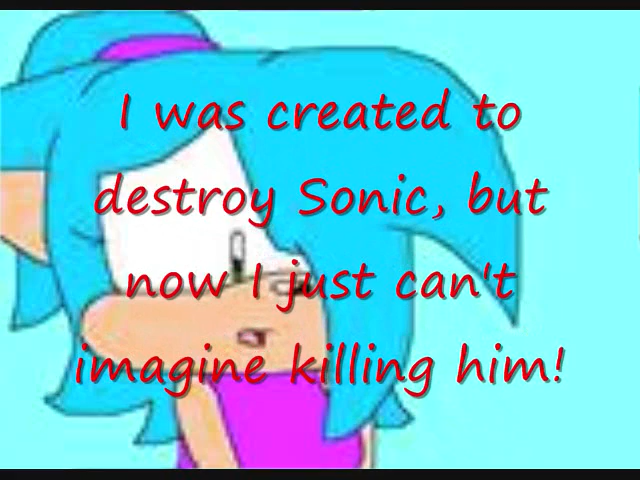 I was created to
destroy Sonic, but
now I just can't
imagine killing him!